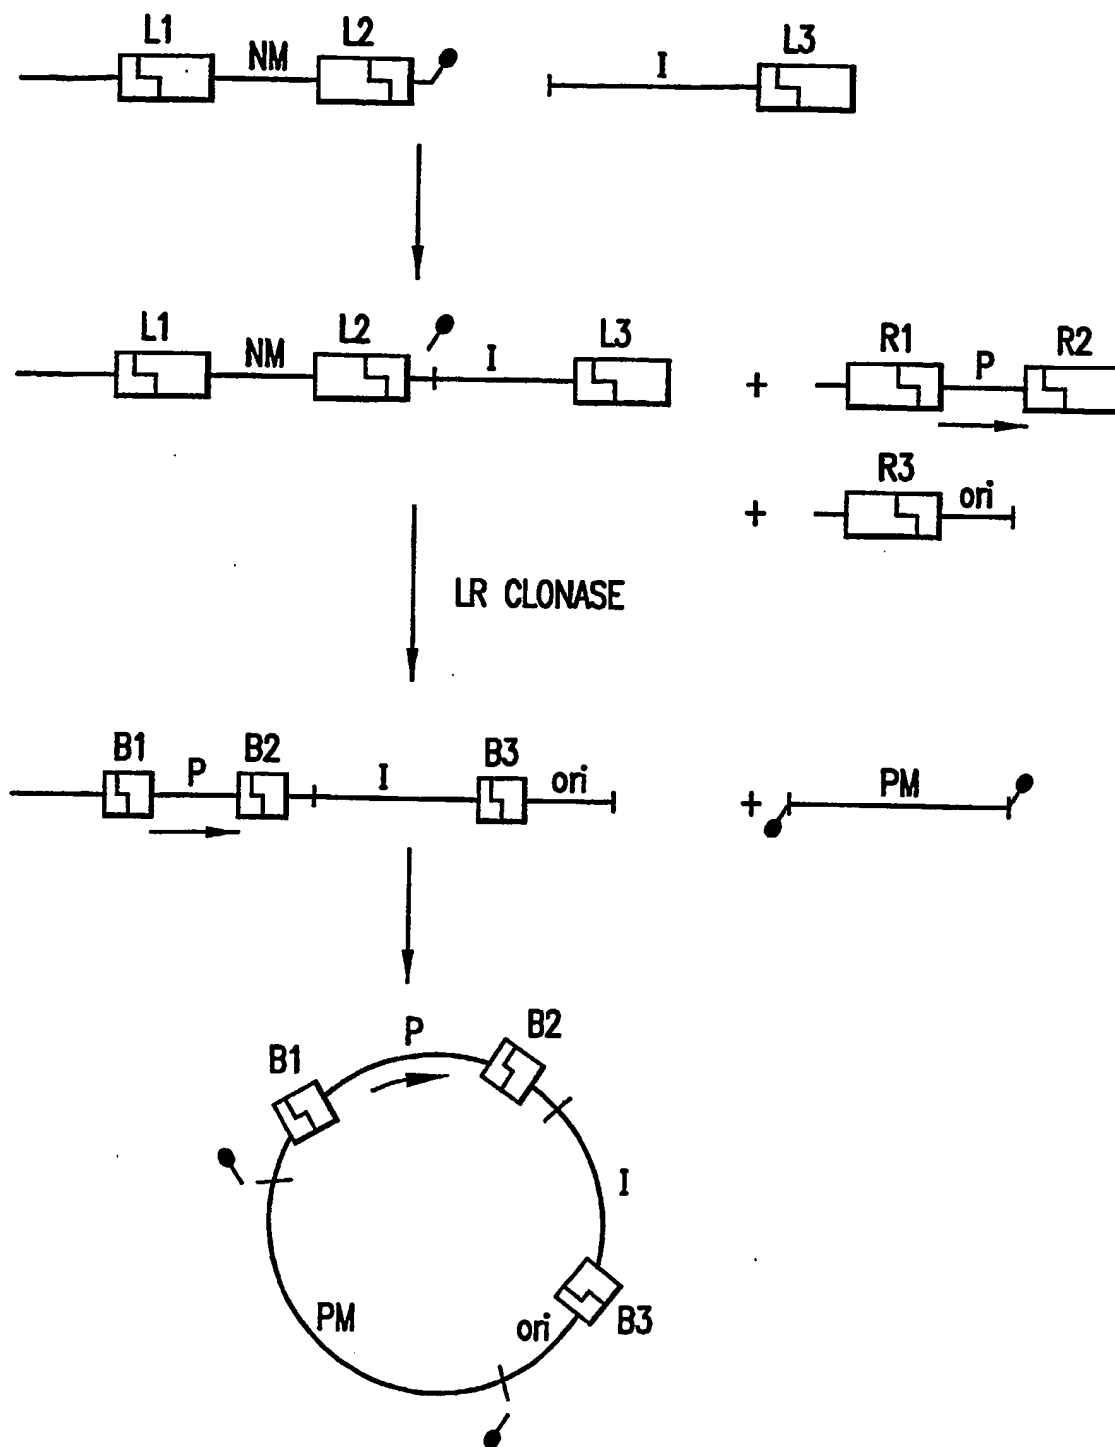 L1 NM L2 I L3
L1 NM L2 I L3 + R1 P R2
+ R3 ori
LR CLONASE
B1 P B2 I B3 ori + PM
P B2
B1
I
PM ori B3